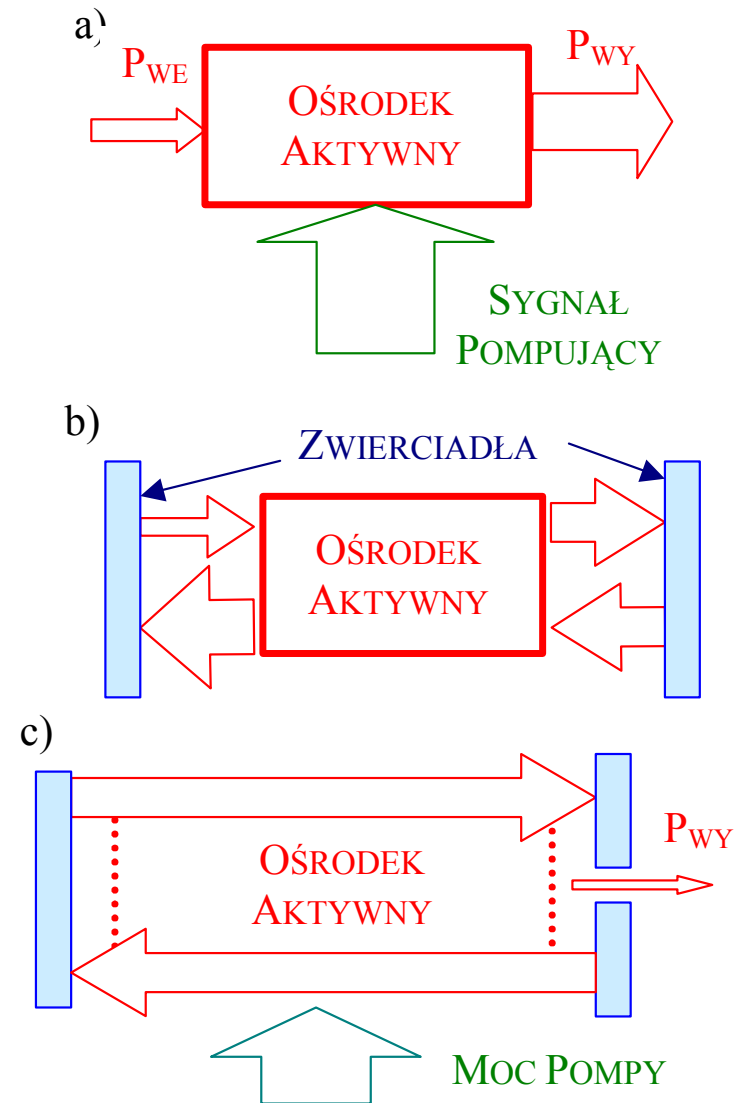 a)
PWE
PWY
OŚRODEK
AKTYWNY
SYGNAŁ
POMPUJĄCY
b)
ZWIERCIADŁA
OŚRODEK
AKTYWNY
c)
PWY
OŚRODEK
AKTYWNY
MOC POMPY